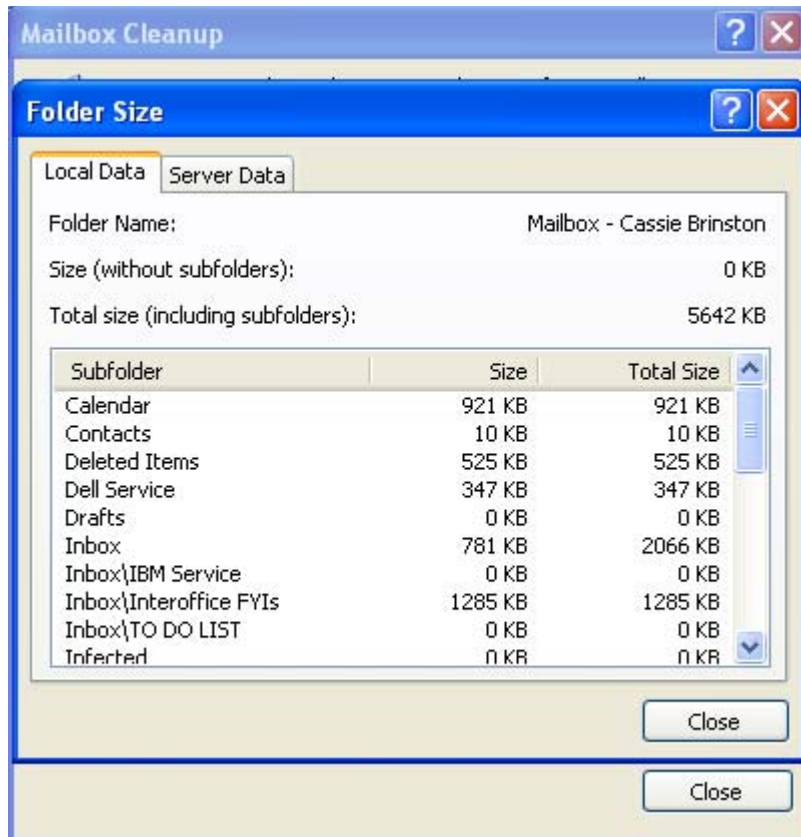 Mailbox Cleanup
Folder Size
Local Data Server Data
Folder Name: Mailbox - Cassie Brinston
Size (without subfolders): 0 KB
Total size (including subfolders): 5642 KB
Subfolder Size Total Size
Calendar 921 KB 921 KB
Contacts 10 KB 10 KB
Deleted Items 525 KB 525 KB
Dell Service 347 KB 347 KB
Drafts 0 KB 0 KB
Inbox 781 KB 2066 KB
Inbox\IBM Service 0 KB 0 KB
Inbox\Interoffice FYIs 1285 KB 1285 KB
Inbox\TO DO LIST 0 KB 0 KB
Infected 0 KB 0 KB
Close
Close